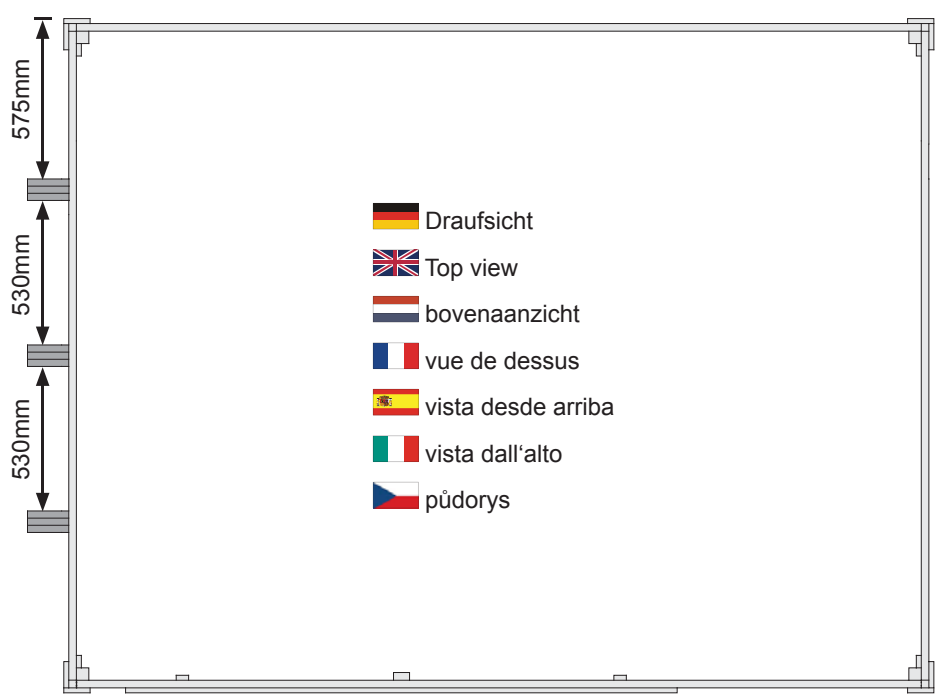 575mm
530mm
530mm
Draufsicht
Top view
bovenaanzicht
vue de dessus
vista desde arriba
vista dall‘alto
půdorys